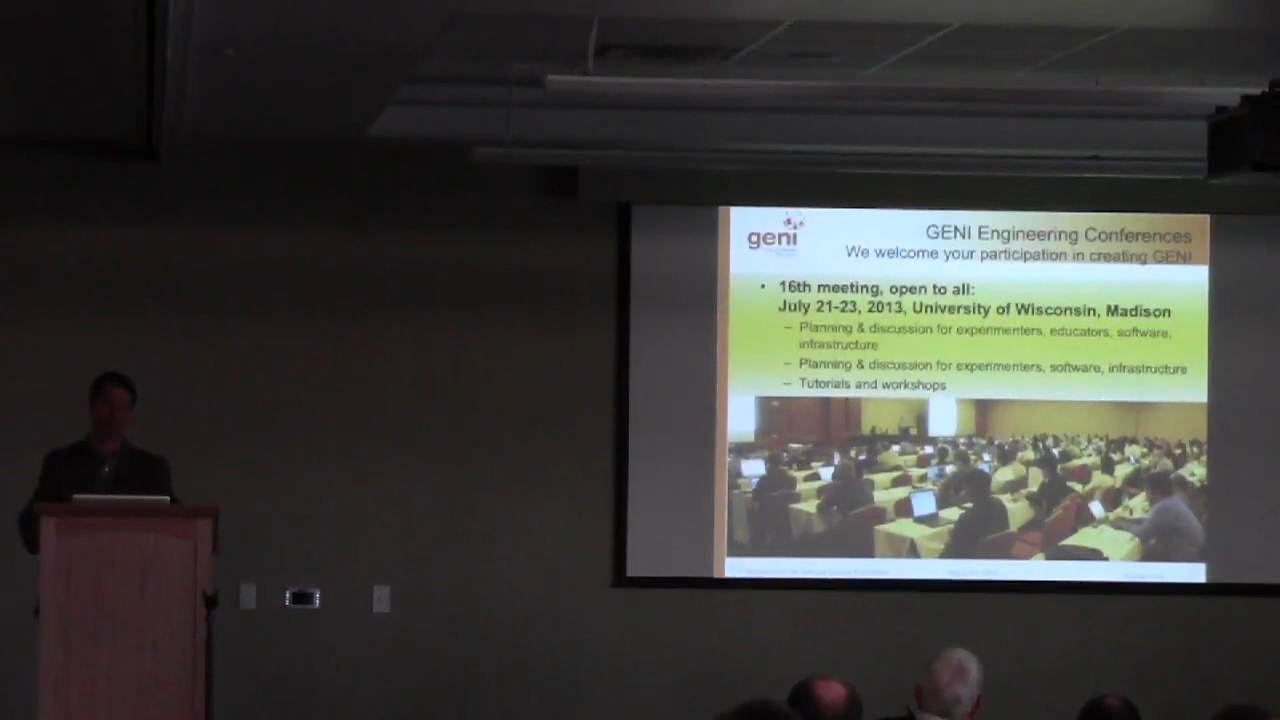 geni
GENI Engineering Conferences
We welcome your participation in creating GENI
• 16th meeting, open to all:
July 21-23, 2013, University of Wisconsin, Madison
– Planning & discussion for experimenters, educators, software,
infrastructure
– Planning & discussion for experimenters, software, infrastructure
– Tutorials and workshops